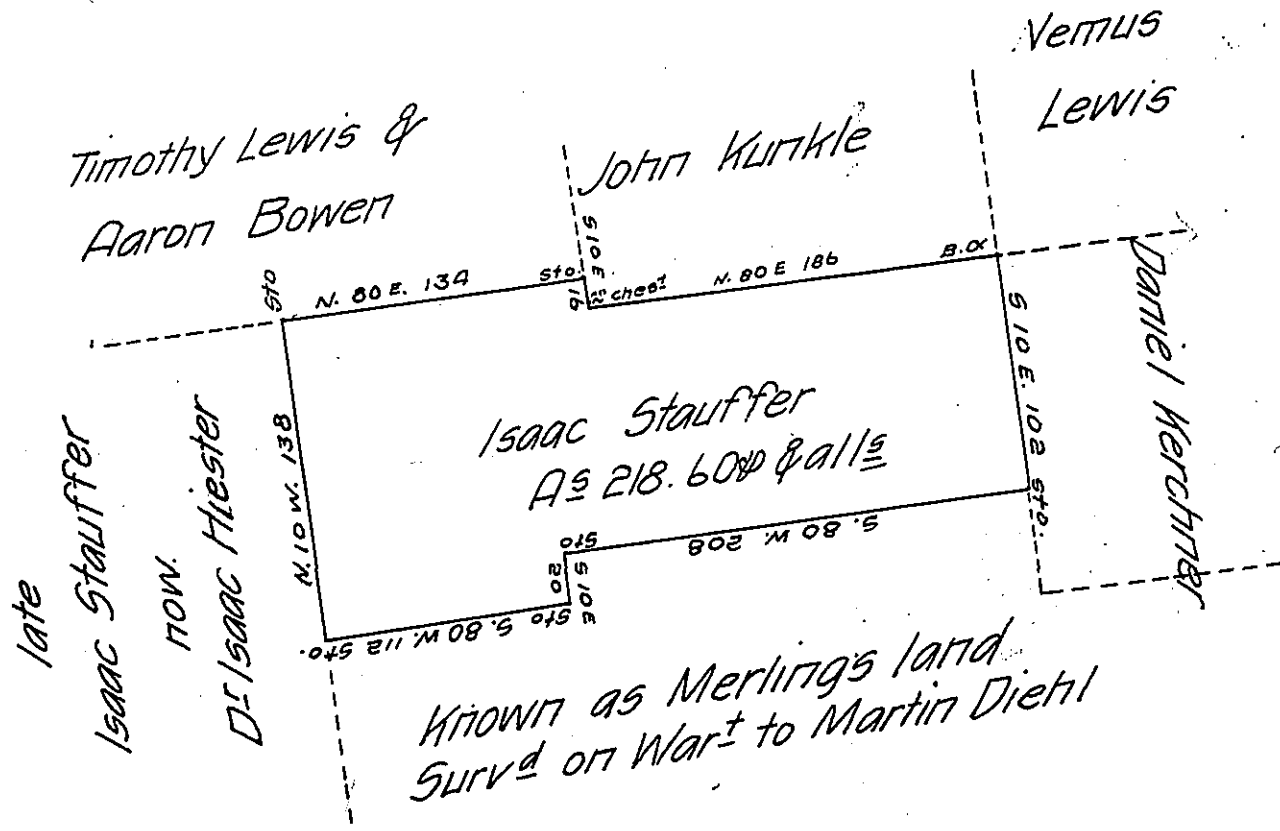 Vemus
Lewis
Timothy Lewis &
Aaron Bowen
John Kunkle
Sto
N. 80 E. 134
Sto.
S 10 E
16
chest
N. 80 E 186
B.O
S 10 E. 102 Sto.
Daniel Kerchner
N. 10 W. 138
Isaac Stauffer
As 218. 60 & alls
S. 80 W. 208
Sto
S 10 E
20
Sto
S. 80 W. 112 Sto.
late
Isaac Stauffer
now.
Dr Isaac Hiester
Known as Merlings land
Survd on Wart to Martin Diehl